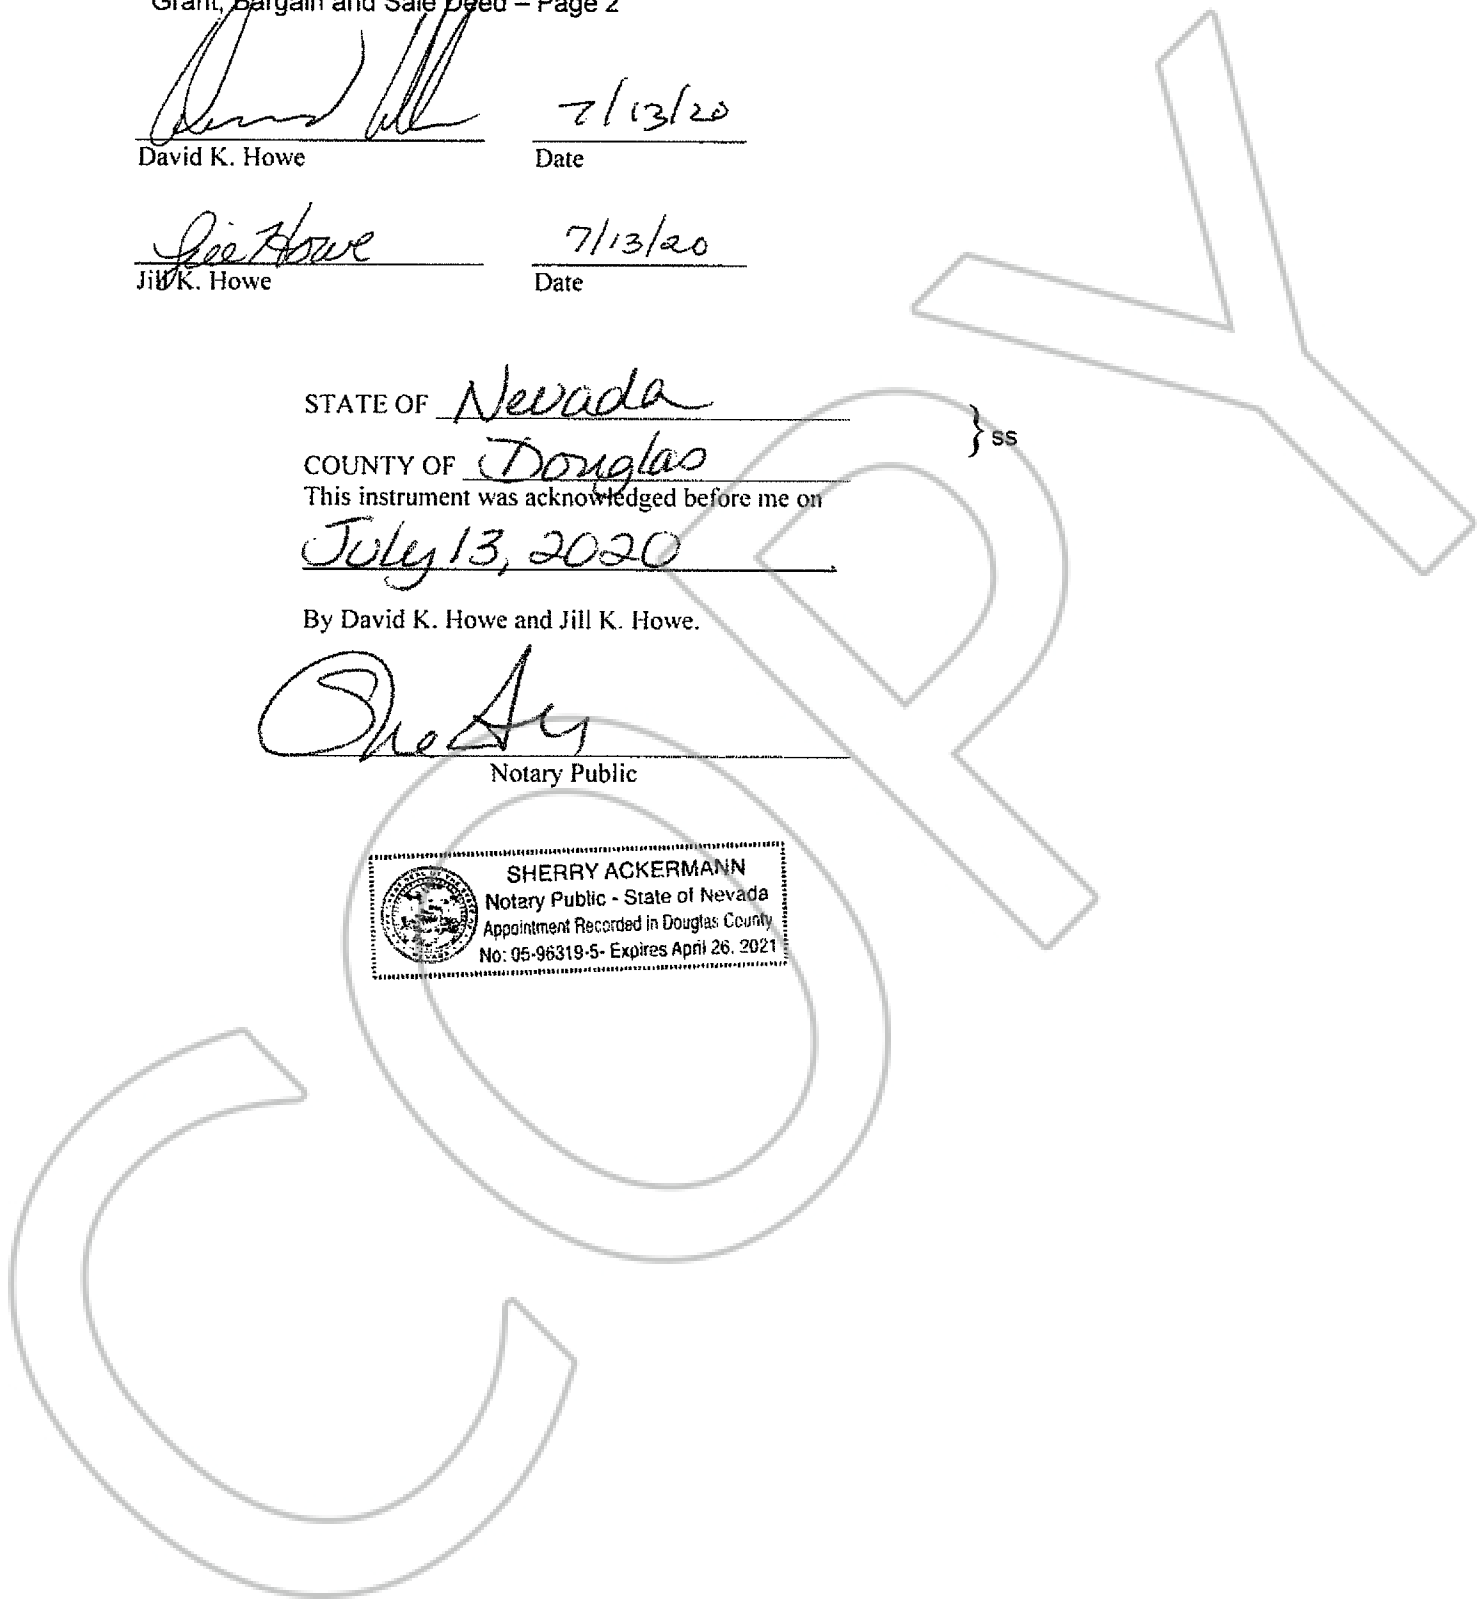 Grant, Bargain and Sale Deed – Page 2
7/13/20
David K. Howe Date
Jill Howe 7/13/20
Jill K. Howe Date
STATE OF Nevada
} ss
COUNTY OF Douglas
This instrument was acknowledged before me on
July 13, 2020.
By David K. Howe and Jill K. Howe.
Notary Public
SHERRY ACKERMANN
Notary Public - State of Nevada
Appointment Recorded in Douglas County
No: 05-96319-5- Expires April 26, 2021
COPY